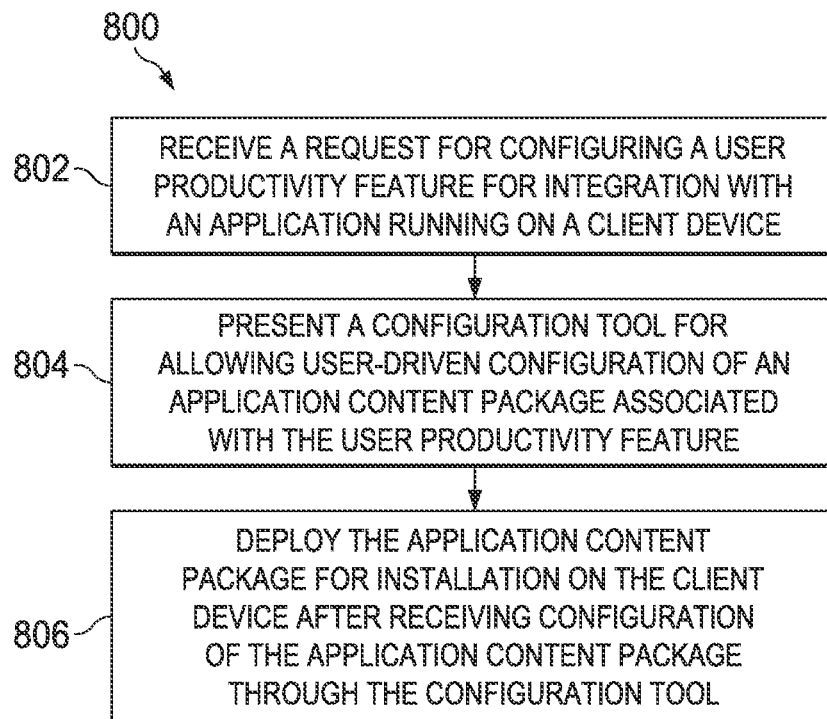 800
802
RECEIVE A REQUEST FOR CONFIGURING A USER
PRODUCTIVITY FEATURE FOR INTEGRATION WITH
AN APPLICATION RUNNING ON A CLIENT DEVICE
804
PRESENT A CONFIGURATION TOOL FOR
ALLOWING USER-DRIVEN CONFIGURATION OF AN
APPLICATION CONTENT PACKAGE ASSOCIATED
WITH THE USER PRODUCTIVITY FEATURE
806
DEPLOY THE APPLICATION CONTENT
PACKAGE FOR INSTALLATION ON THE CLIENT
DEVICE AFTER RECEIVING CONFIGURATION
OF THE APPLICATION CONTENT PACKAGE
THROUGH THE CONFIGURATION TOOL